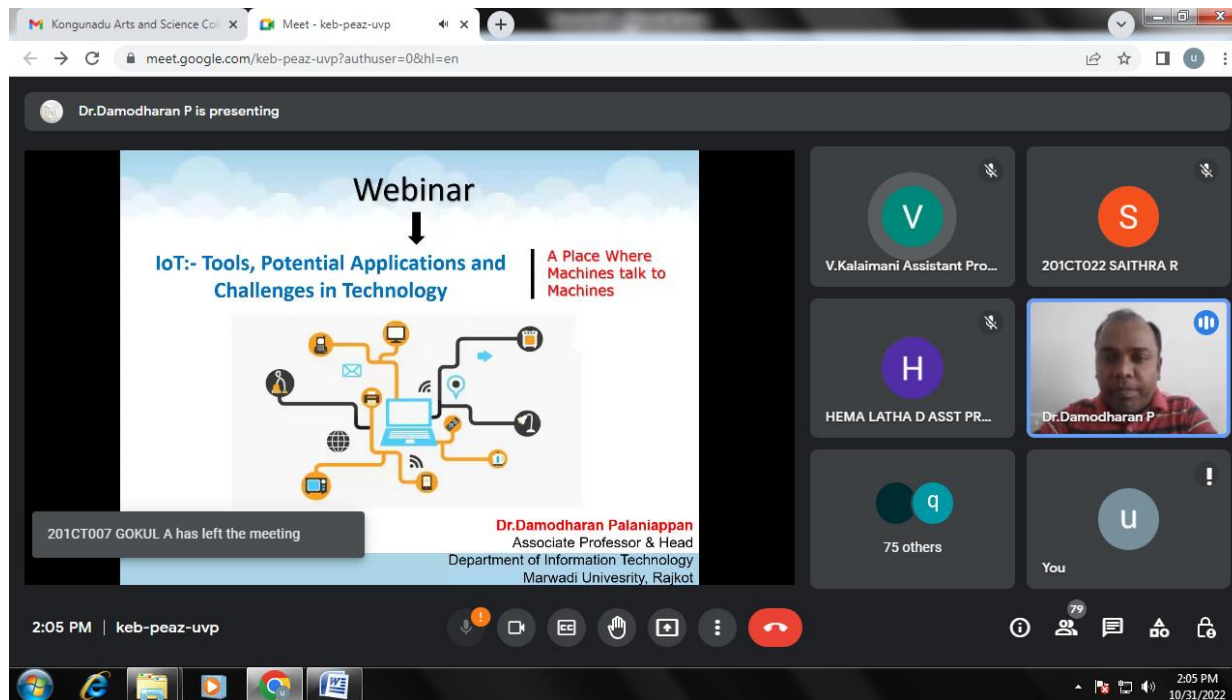 Kongunadu Arts and Science Col
Meet - keb-peaz-uvp
meet.google.com/keb-peaz-uvp?authuser=0&hl=en
u
Dr.Damodharan P is presenting
Webinar
IoT:- Tools, Potential Applications and
Challenges in Technology
A Place Where
Machines talk to
Machines
Dr.Damodharan Palaniappan
Associate Professor & Head
Department of Information Technology
Marwadi Univesrity, Rajkot
201CT007 GOKUL A has left the meeting
V
V.Kalaimani Assistant Pro...
S
201CT022 SAITHRA R
H
HEMA LATHA D ASST PR...
Dr.Damodharan P
q
75 others
u
You
2:05 PM | keb-peaz-uvp
CC
79
2:05 PM
10/31/2022